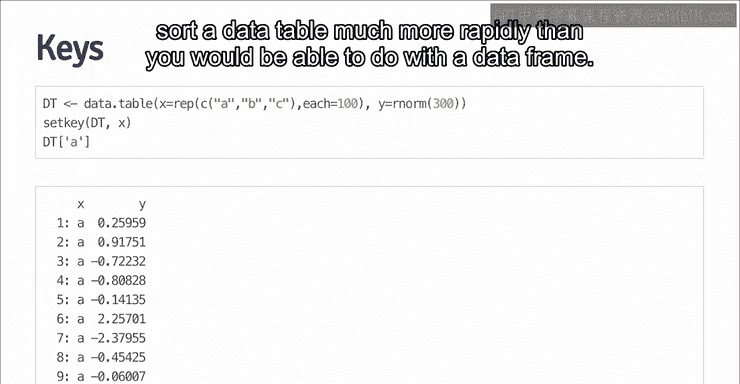 sort a data table much more rapidly than
you would be able to do with a data frame.
Keys
DT <- data.table(x=rep(c("a","b","c"),each=100), y=rnorm(300))
setkey(DT, x)
DT['a']
x y
1: a 0.25959
2: a 0.91751
3: a -0.72232
4: a -0.80828
5: a -0.14135
6: a 2.25701
7: a -2.37955
8: a -0.45425
9: a -0.06007